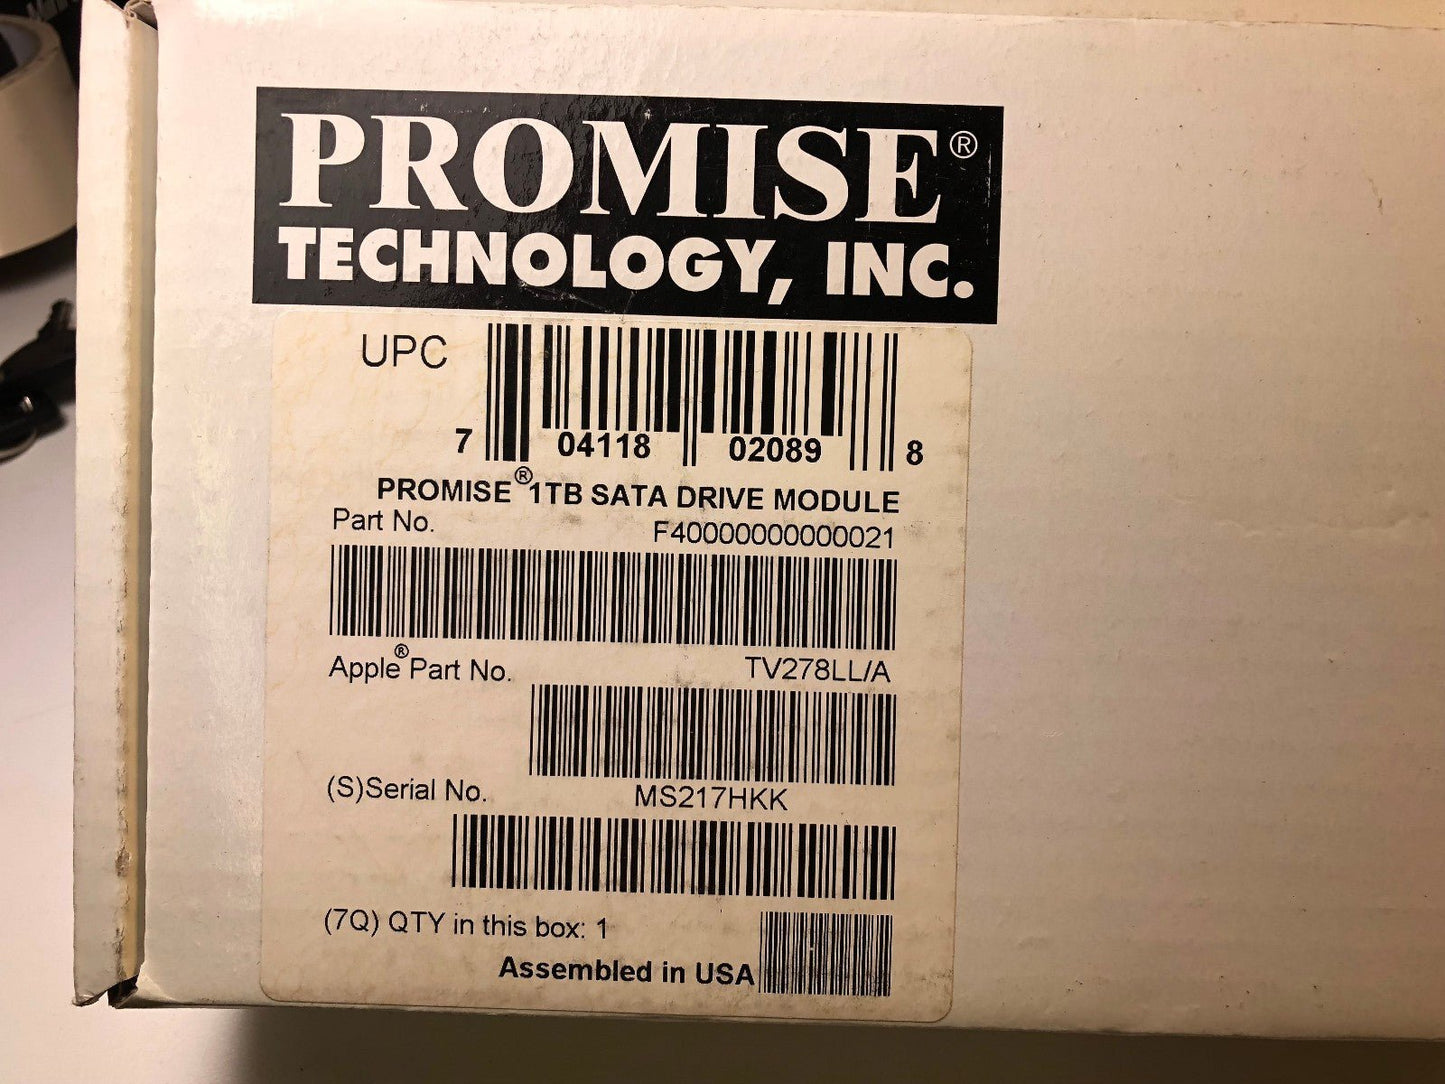 PROMISE®
TECHNOLOGY, INC.
UPC
7 04118 02089 8
PROMISE® 1TB SATA DRIVE MODULE
Part No. F40000000000021
Apple® Part No. TV278LL/A
(S)Serial No. MS217HKK
(7Q) QTY in this box: 1
Assembled in USA